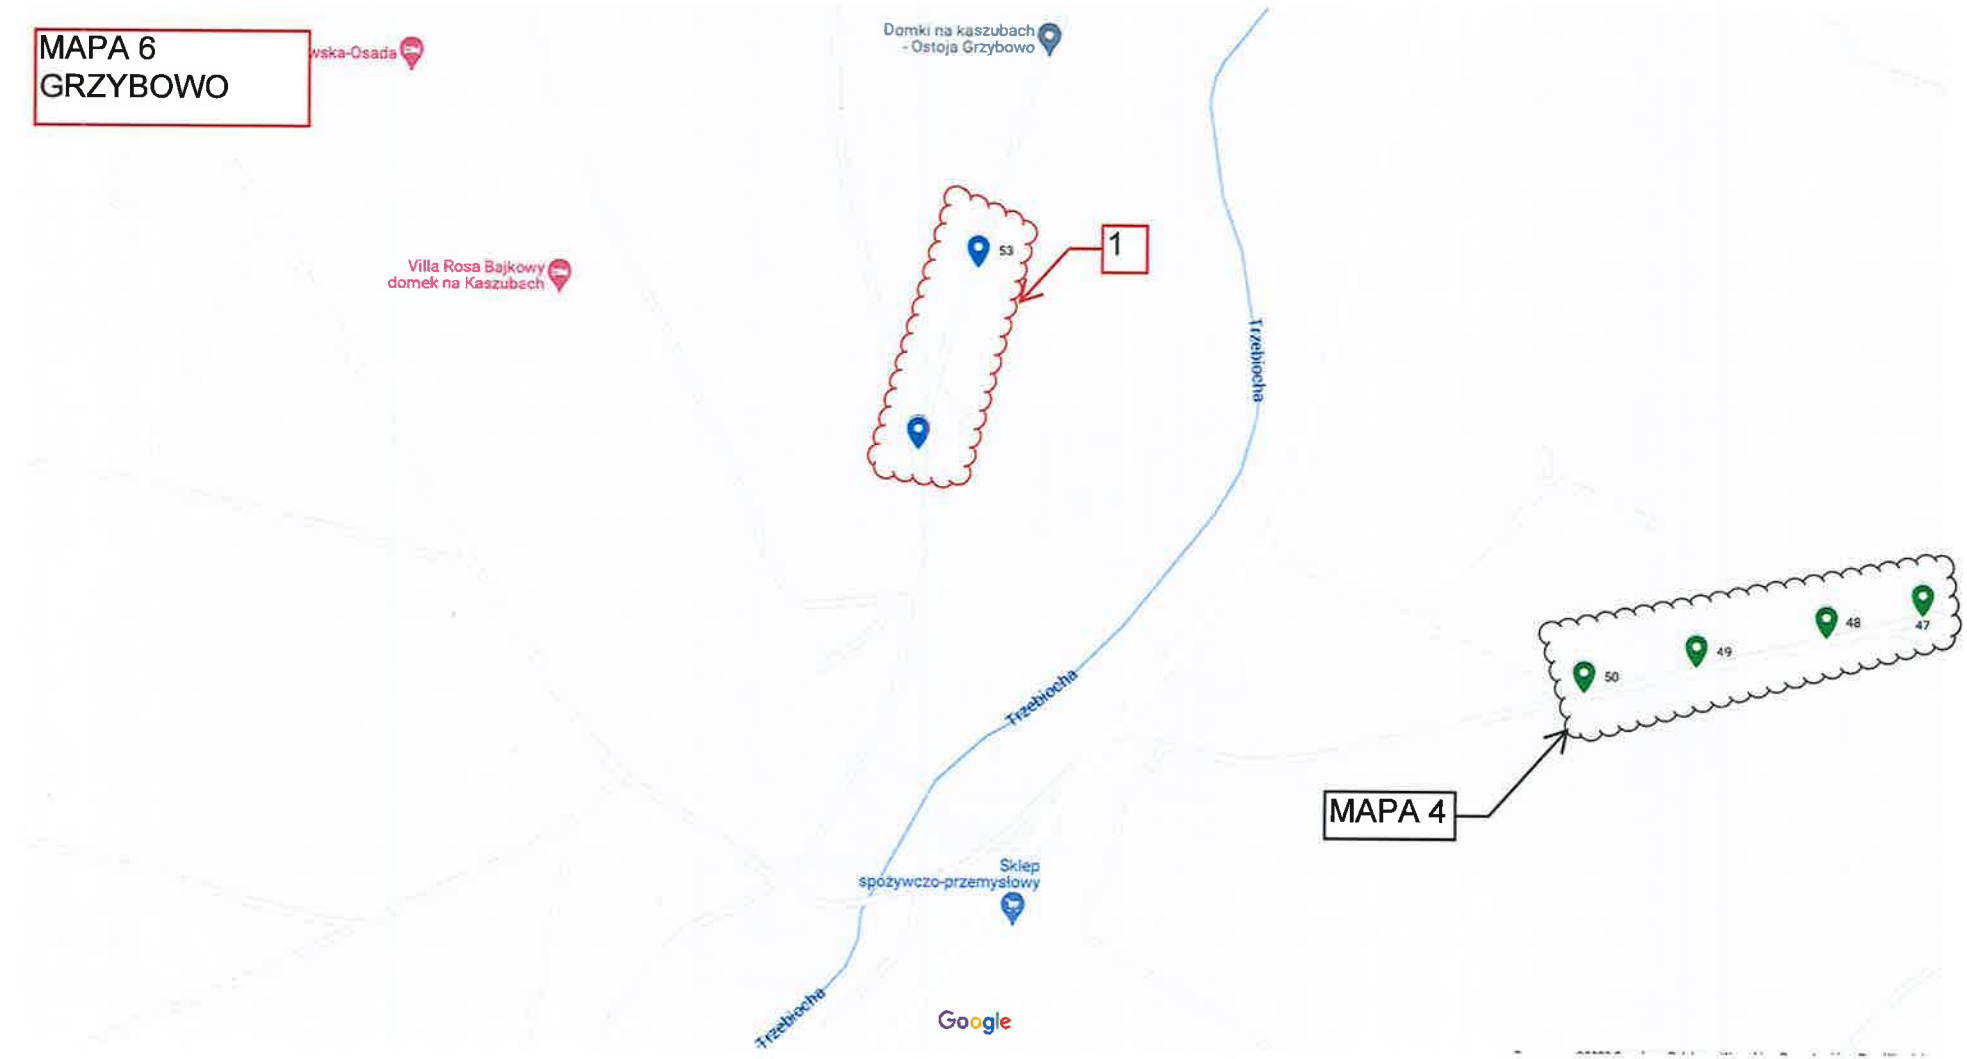 MAPA 6
GRZYBOWO
wska-Osada
Domki na kaszubach
- Ostoja Grzybowo
53
1
Villa Rosa Bajkowy
domek na Kaszubach
Trzebiocha
47
48
49
50
Trzebiocha
MAPA 4
Sklep
spożywczo-przemysłowy
Trzebiocha
Google